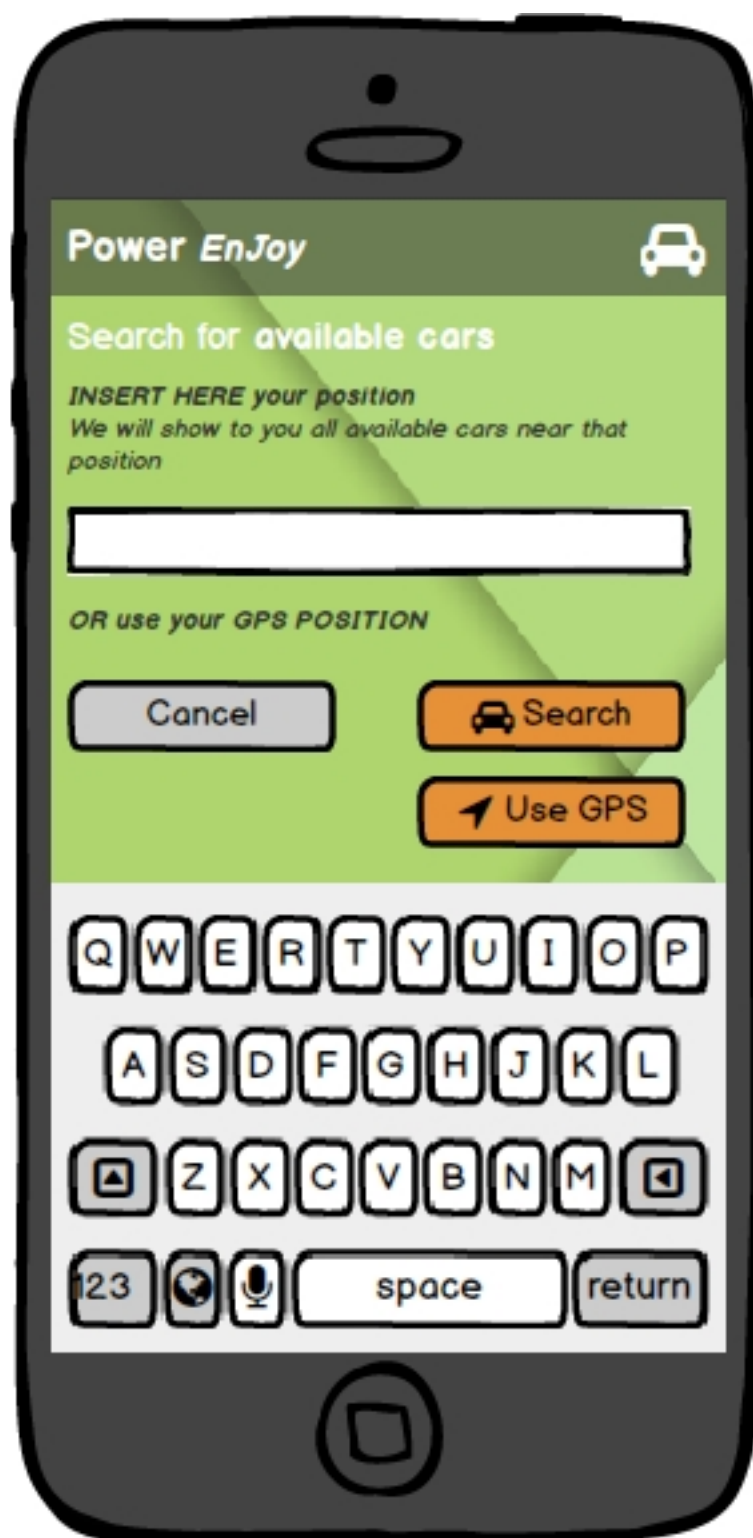 Power EnJoy
Search for available cars
INSERT HERE your position
We will show to you all available cars near that
position
OR use your GPS POSITION
Cancel Search
Use GPS
Q W E R T Y U I O P
A S D F G H J K L
Z X C V B N M
123 space return